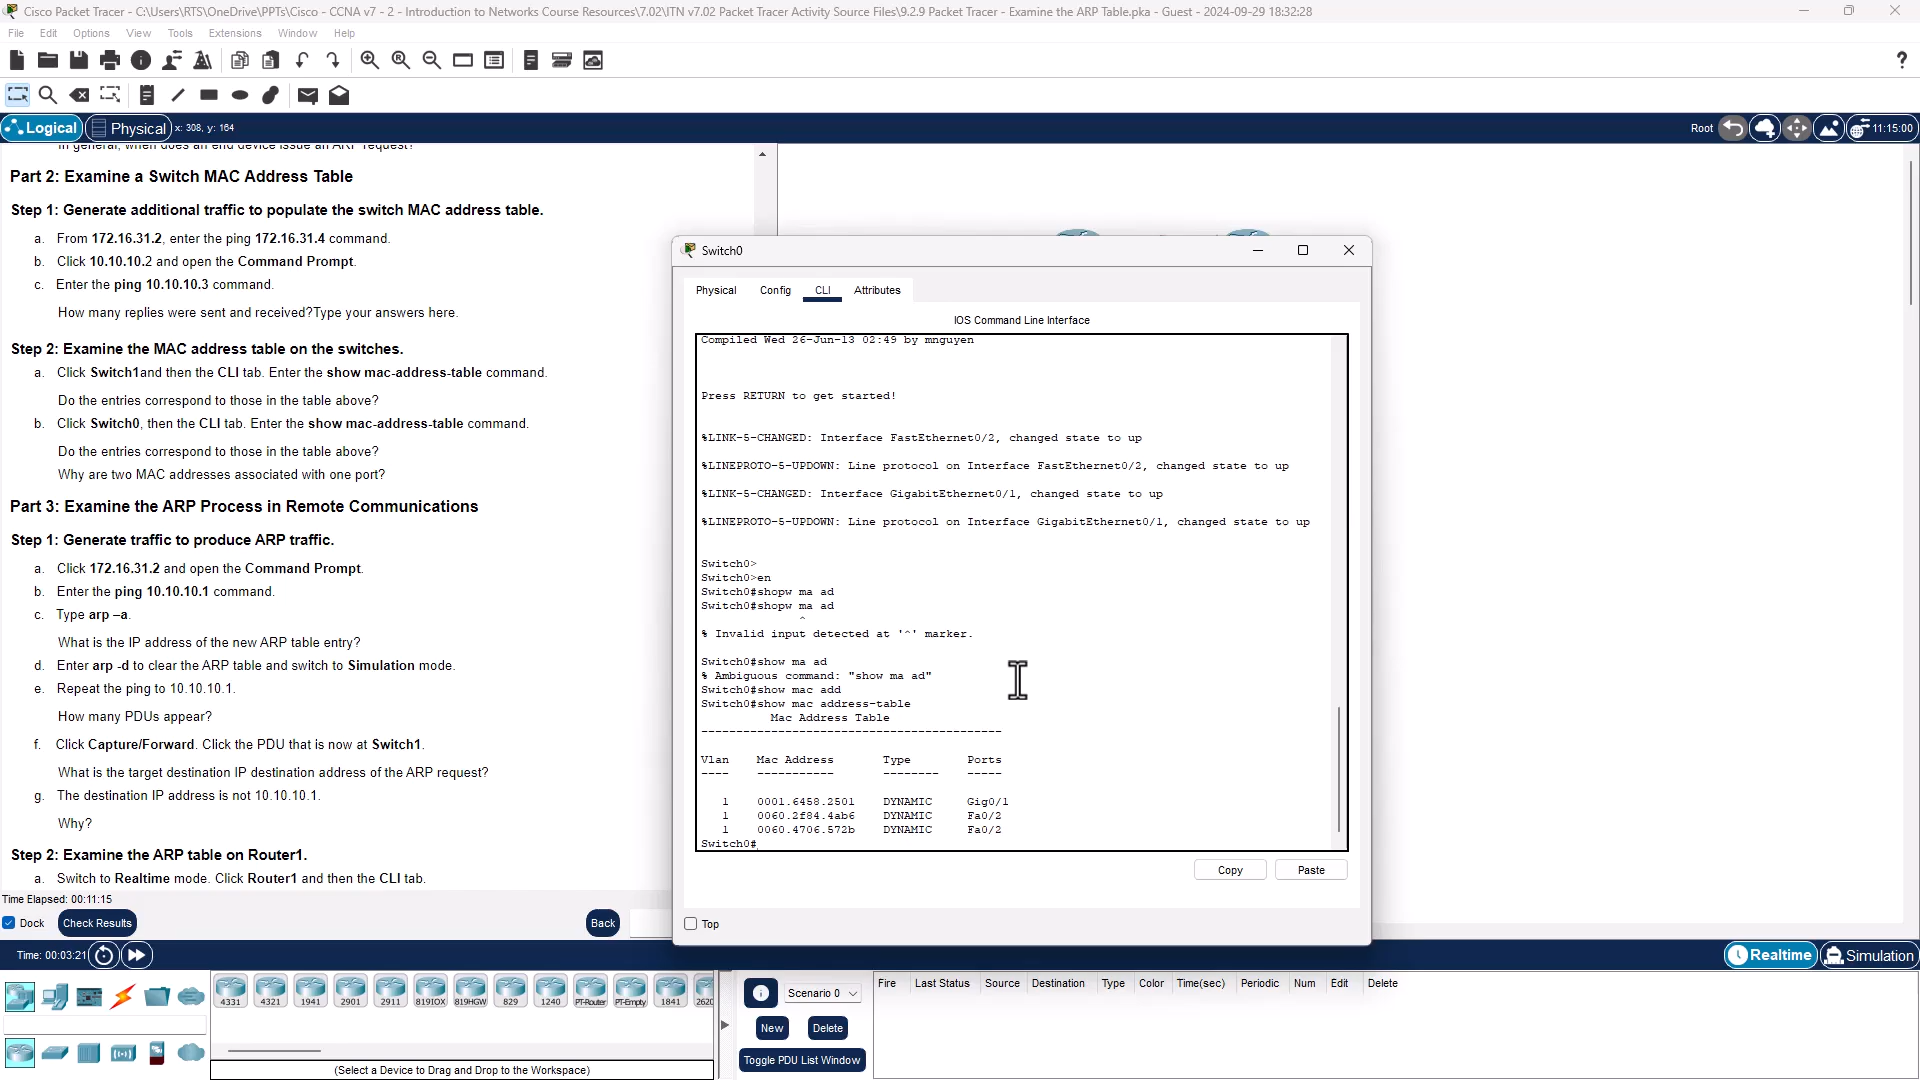 Cisco Packet Tracer - C:\Users\RTS\OneDrive\PPTs\Cisco - CCNA v7 - 2 - Introduction to Networks Course Resources\7.02\ITN v7.02 Packet Tracer Activity Source Files\9.2.9 Packet Tracer - Examine the ARP Table.pka - Guest - 2024-09-29 18:32:28
File Edit Options View Tools Extensions Window Help
Logical Physical x: 308, y: 164 Root 11:15:00
In general, when does an end device issue an ARP request?
Part 2: Examine a Switch MAC Address Table
Step 1: Generate additional traffic to populate the switch MAC address table.
a. From 172.16.31.2, enter the ping 172.16.31.4 command.
b. Click 10.10.10.2 and open the Command Prompt.
c. Enter the ping 10.10.10.3 command.
How many replies were sent and received?Type your answers here.
Step 2: Examine the MAC address table on the switches.
a. Click Switch1and then the CLI tab. Enter the show mac-address-table command.
Do the entries correspond to those in the table above?
b. Click Switch0, then the CLI tab. Enter the show mac-address-table command.
Do the entries correspond to those in the table above?
Why are two MAC addresses associated with one port?
Part 3: Examine the ARP Process in Remote Communications
Step 1: Generate traffic to produce ARP traffic.
a. Click 172.16.31.2 and open the Command Prompt.
b. Enter the ping 10.10.10.1 command.
c. Type arp –a.
What is the IP address of the new ARP table entry?
d. Enter arp -d to clear the ARP table and switch to Simulation mode.
e. Repeat the ping to 10.10.10.1.
How many PDUs appear?
f. Click Capture/Forward. Click the PDU that is now at Switch1.
What is the target destination IP destination address of the ARP request?
g. The destination IP address is not 10.10.10.1.
Why?
Step 2: Examine the ARP table on Router1.
a. Switch to Realtime mode. Click Router1 and then the CLI tab.
Time Elapsed: 00:11:15
Dock Check Results Back
Switch0
Physical Config CLI Attributes
IOS Command Line Interface
Compiled Wed 26-Jun-13 02:49 by mnguyen
Press RETURN to get started!
%LINK-5-CHANGED: Interface FastEthernet0/2, changed state to up
%LINEPROTO-5-UPDOWN: Line protocol on Interface FastEthernet0/2, changed state to up
%LINK-5-CHANGED: Interface GigabitEthernet0/1, changed state to up
%LINEPROTO-5-UPDOWN: Line protocol on Interface GigabitEthernet0/1, changed state to up
Switch0>
Switch0>en
Switch0#shopw ma ad
Switch0#shopw ma ad
^
% Invalid input detected at '^' marker.
Switch0#show ma ad
% Ambiguous command: "show ma ad"
Switch0#show mac add
Switch0#show mac address-table
Mac Address Table
-------------------------------------------
Vlan Mac Address Type Ports
---- ----------- -------- -----
1 0001.6458.2501 DYNAMIC Gig0/1
1 0060.2f84.4ab6 DYNAMIC Fa0/2
1 0060.4706.572b DYNAMIC Fa0/2
Switch0#
Copy Paste
Top
Time: 00:03:21 Realtime Simulation
4331 4321 1941 2901 2911 819IOX 819HGW 829 1240 PT-Router PT-Empty 1841 2620
(Select a Device to Drag and Drop to the Workspace)
Scenario 0
New Delete
Toggle PDU List Window
Fire Last Status Source Destination Type Color Time(sec) Periodic Num Edit Delete